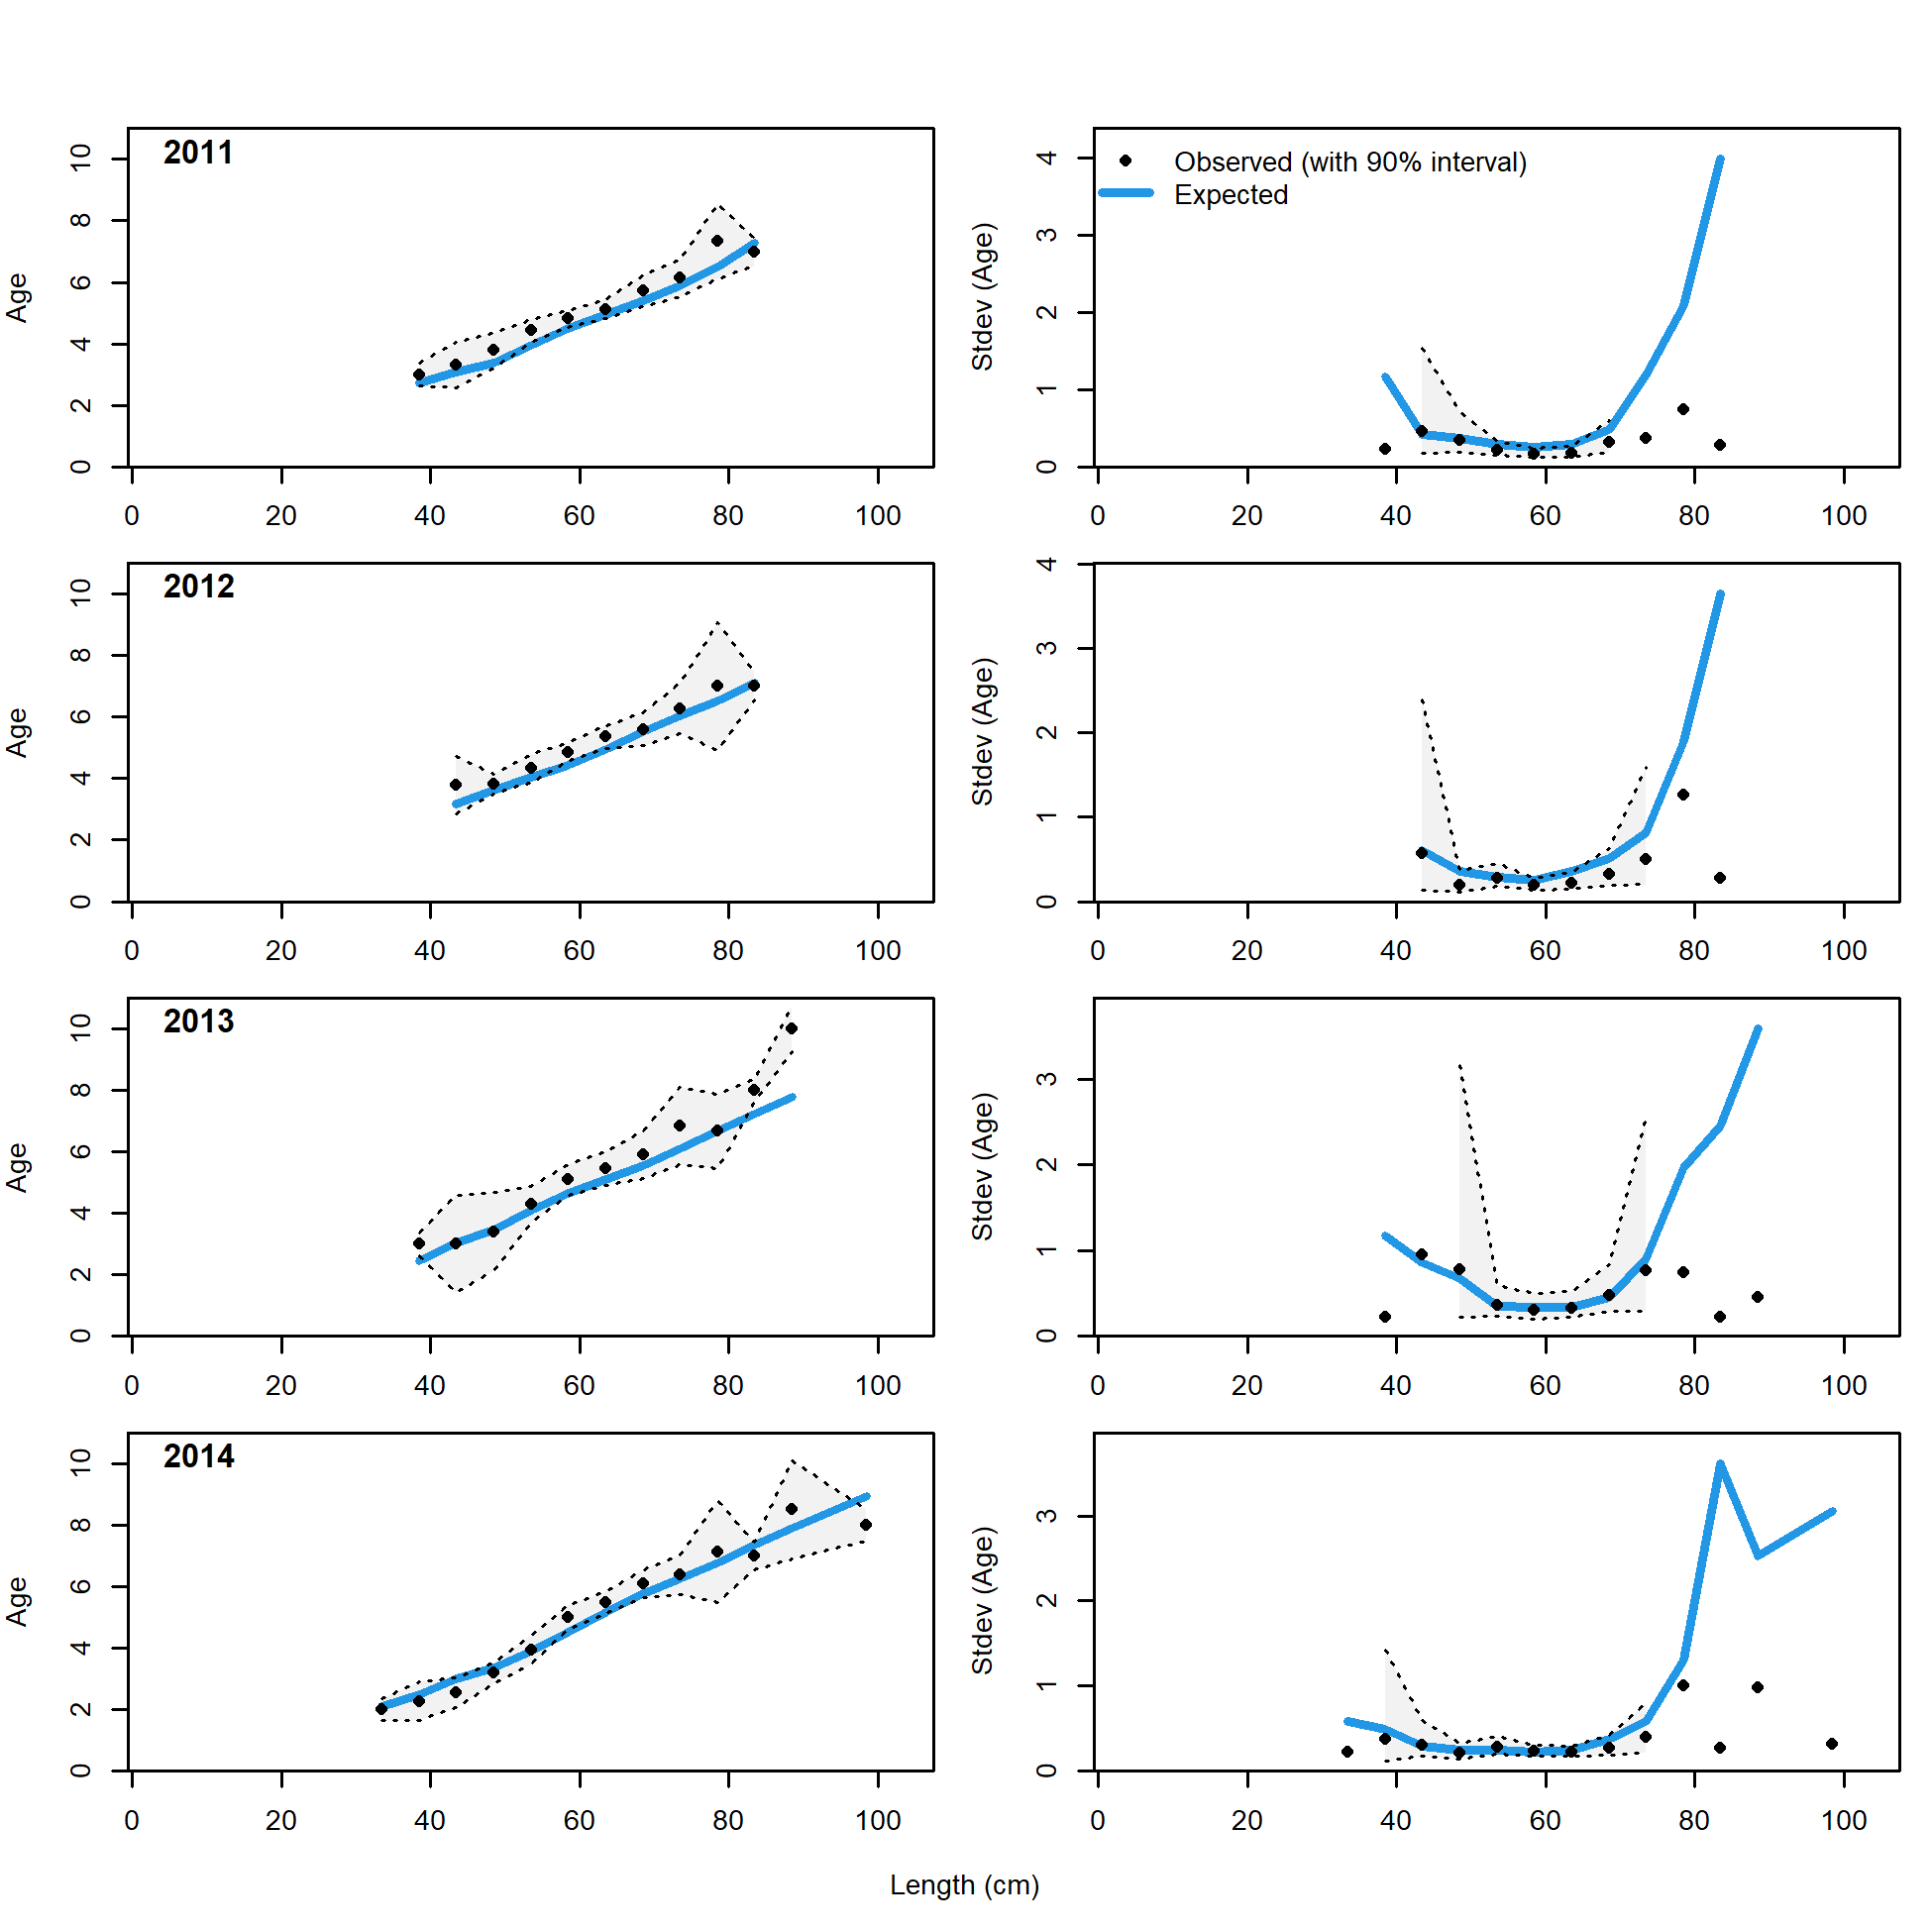 2011
Age
0 2 4 6 8 10
0 20 40 60 80 100
Observed (with 90% interval)
Expected
Stdev (Age)
0 1 2 3 4
0 20 40 60 80 100
2012
Age
0 2 4 6 8 10
0 20 40 60 80 100
Stdev (Age)
0 1 2 3 4
0 20 40 60 80 100
2013
Age
0 2 4 6 8 10
0 20 40 60 80 100
Stdev (Age)
0 1 2 3
0 20 40 60 80 100
2014
Age
0 2 4 6 8 10
0 20 40 60 80 100
Stdev (Age)
0 1 2 3
0 20 40 60 80 100
Length (cm)